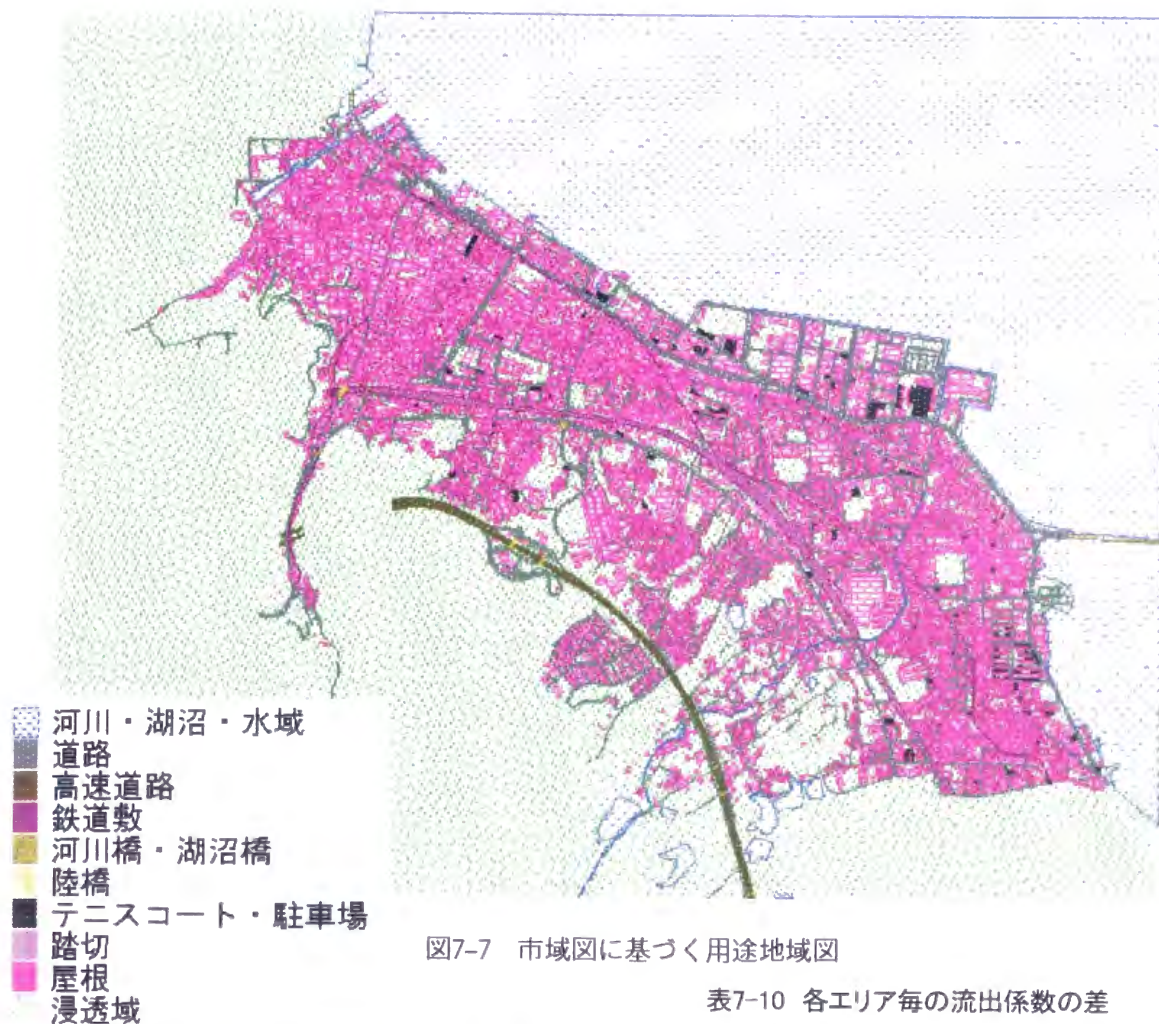 河川・湖沼・水域
道路
高速道路
鉄道敷
河川橋・湖沼橋
陸橋
テニスコート・駐車場
踏切
屋根
浸透域
図7-7 市域図に基づく用途地域図
表7-10 各エリア毎の流出係数の差